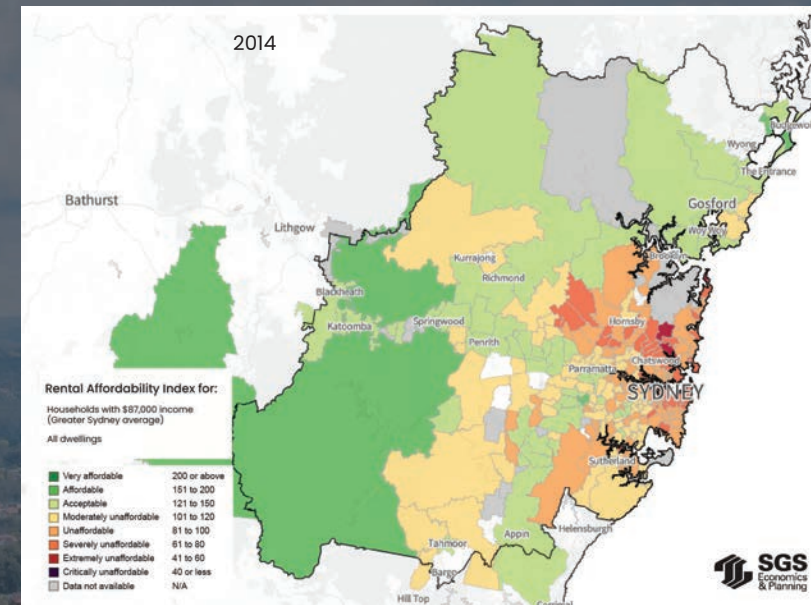 2014
Budgewoi
Wyong
The Entrance
Gosford
Woy Woy
Brooklyn
Bathurst
Lithgow
Kurrajong
Richmond
Blackheath
Katoomba
Springwood
Penrith
Hornsby
Chatswood
Parramatta
SYDNEY
Sutherland
Helensburgh
Appin
Tahmoor
Bargo
Hill Top
Rental Affordability Index for:
Households with $87,000 income
(Greater Sydney average)
All dwellings
Very affordable 200 or above
Affordable 151 to 200
Acceptable 121 to 150
Moderately unaffordable 101 to 120
Unaffordable 81 to 100
Severely unaffordable 61 to 80
Extremely unaffordable 41 to 60
Critically unaffordable 40 or less
Data not available N/A
SGS
Economics
& Planning